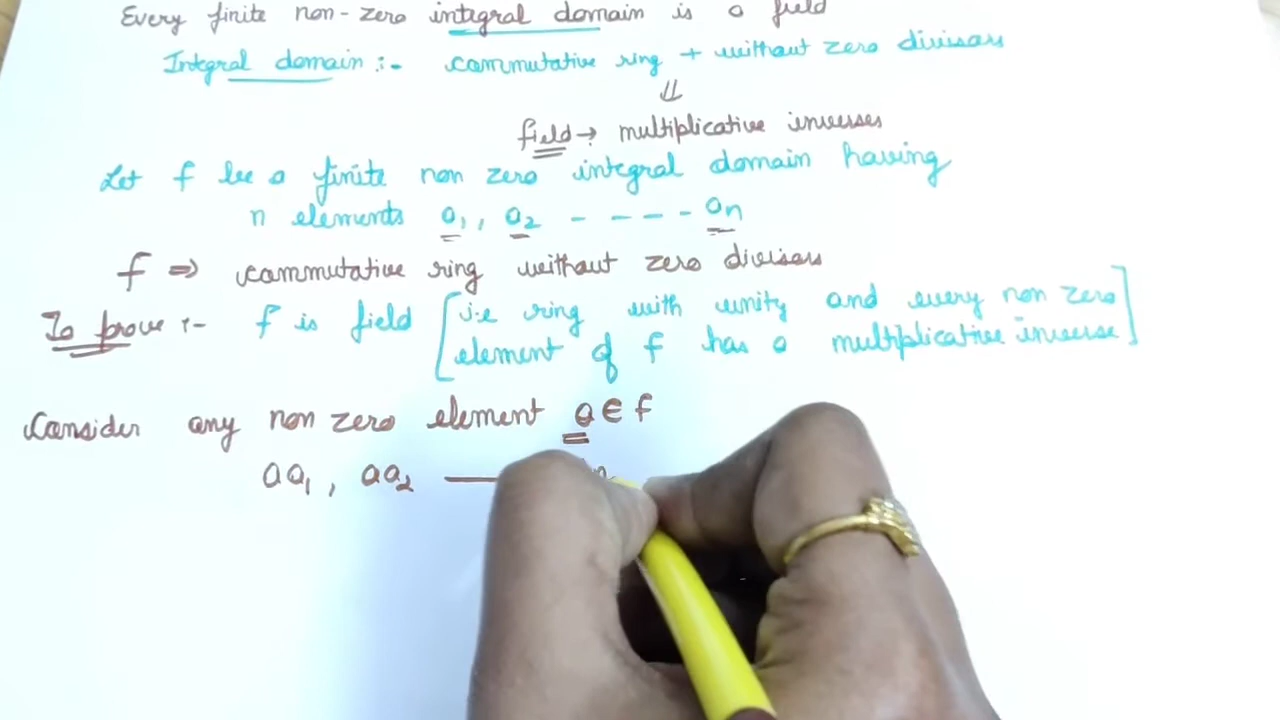 Every finite non-zero integral domain is a field
Integral domain :- commutative ring + without zero divisors
⇓
field → multiplicative inverses
Let f be a finite non zero integral domain having
n elements a1, a2 - - - - - an
f ⇒ commutative ring without zero divisors
To prove :- f is field [i.e ring with unity and every non zero
element of f has a multiplicative inverse]
Consider any non zero element a ∈ f
aa1, aa2 —